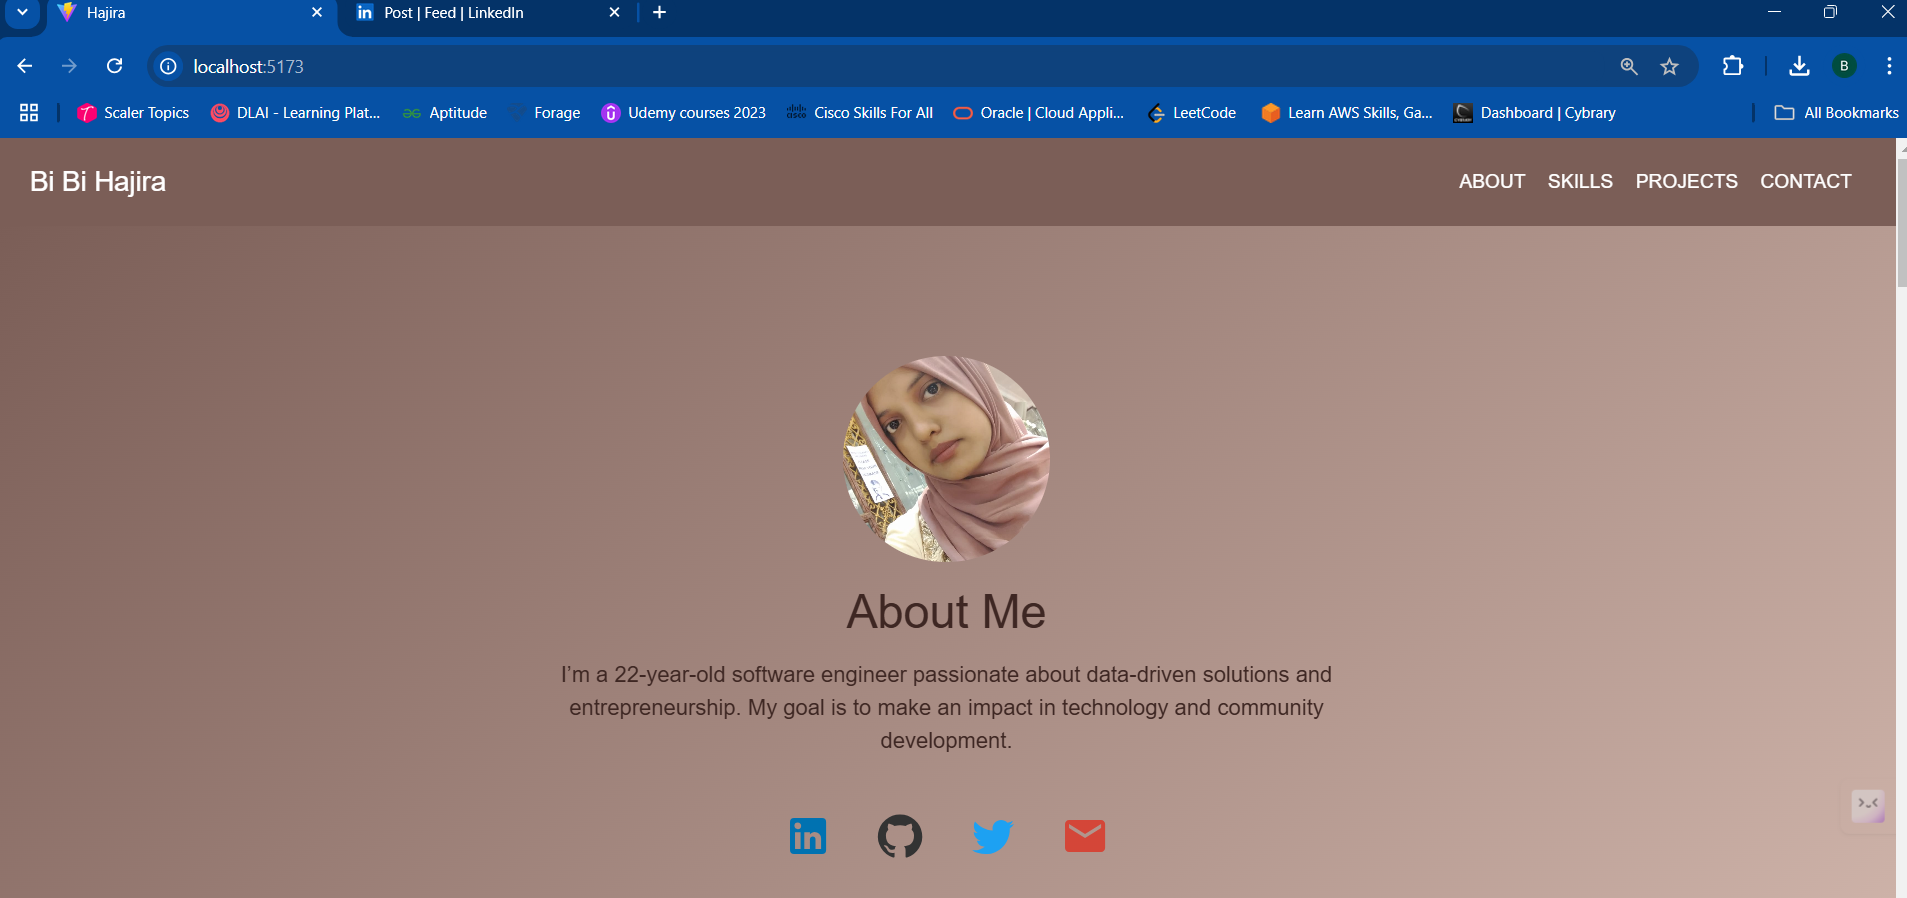 Hajira
Post | Feed | LinkedIn
localhost:5173
B
Scaler Topics
DLAI - Learning Plat...
Aptitude
Forage
Udemy courses 2023
Cisco Skills For All
Oracle | Cloud Appli...
LeetCode
Learn AWS Skills, Ga...
Dashboard | Cybrary
All Bookmarks
Bi Bi Hajira
ABOUT SKILLS PROJECTS CONTACT
About Me
I’m a 22-year-old software engineer passionate about data-driven solutions and
entrepreneurship. My goal is to make an impact in technology and community
development.